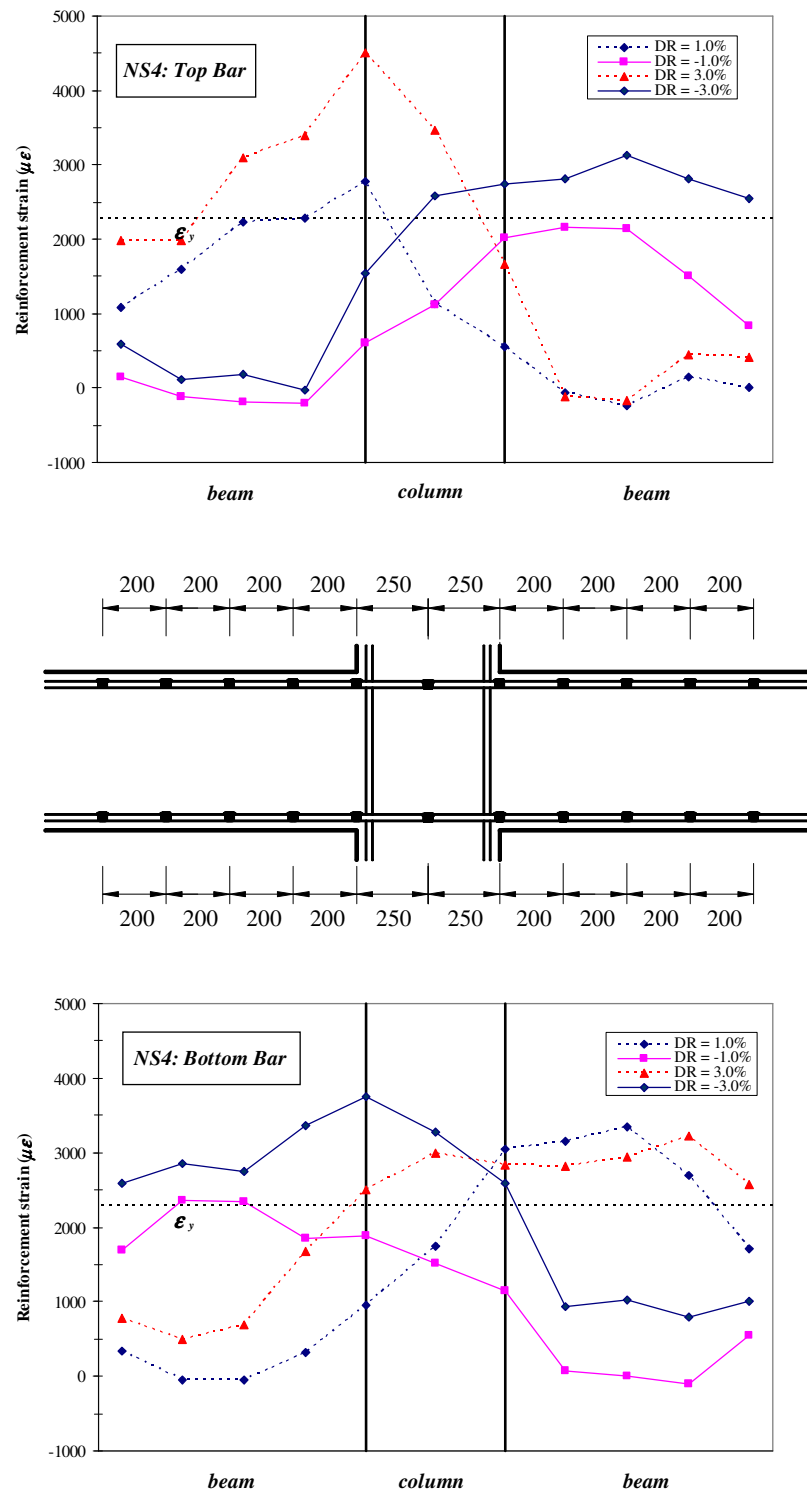 5000
4000
3000
2000
1000
0
-1000
Reinforcement strain (με)
NS4: Top Bar
DR = 1.0%
DR = -1.0%
DR = 3.0%
DR = -3.0%
ε y
beam column beam
200 200 200 200 250 250 200 200 200 200
200 200 200 200 250 250 200 200 200 200
5000
4000
3000
2000
1000
0
-1000
Reinforcement strain (με)
NS4: Bottom Bar
DR = 1.0%
DR = -1.0%
DR = 3.0%
DR = -3.0%
ε y
beam column beam